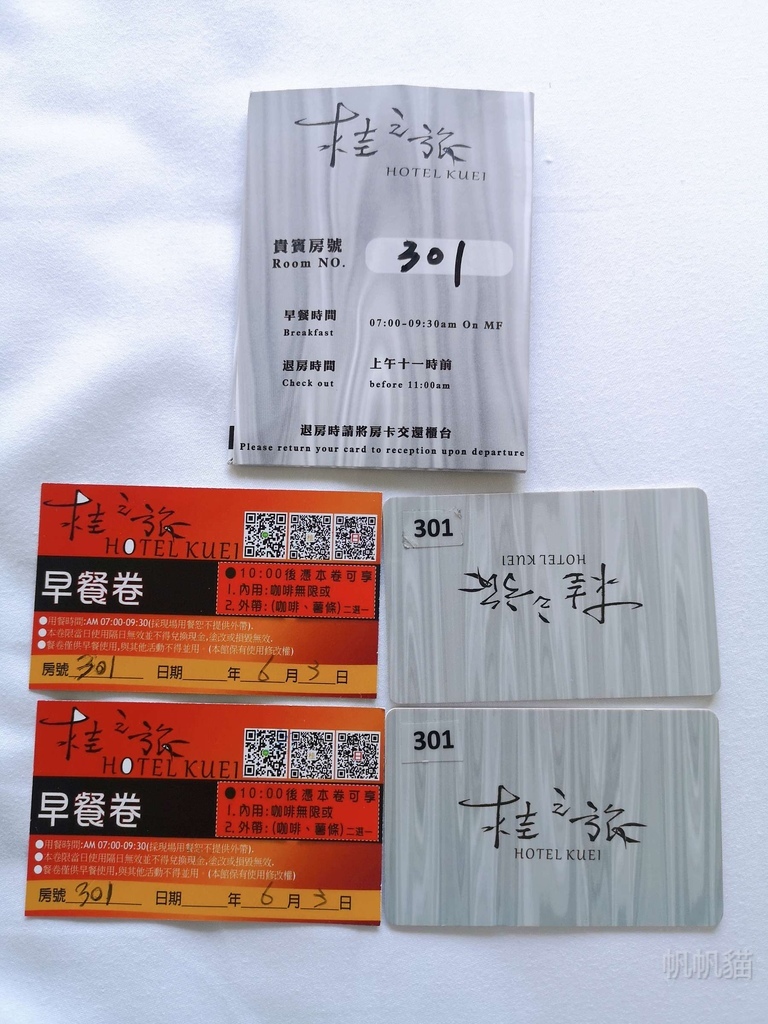 桂之旅
HOTEL KUEI
貴賓房號
Room NO.
301
早餐時間
Breakfast
07:00-09:30am On MF
退房時間
Check out
上午十一時前
before 11:00am
退房時請將房卡交還櫃台
Please return your card to reception upon departure
桂之旅
HOTEL KUEI
早餐卷
●10:00後憑本卷可享
1. 內用:咖啡無限或
2. 外帶:(咖啡、薯條)二選一
●用餐時間:AM 07:00-09:30(採現場用餐恕不提供外帶).
●本卷限當日使用隔日無效並不得兌換現金,塗改或損毀無效.
●餐卷僅供早餐使用,與其他活動不得並用。(本館保有使用修改權)
房號 301 日期 年 6 月 3 日
301
桂之旅
HOTEL KUEI
桂之旅
HOTEL KUEI
早餐卷
●10:00後憑本卷可享
1. 內用:咖啡無限或
2. 外帶:(咖啡、薯條)二選一
●用餐時間:AM 07:00-09:30(採現場用餐恕不提供外帶).
●本卷限當日使用隔日無效並不得兌換現金,塗改或損毀無效.
●餐卷僅供早餐使用,與其他活動不得並用。(本館保有使用修改權)
房號 301 日期 年 6 月 3 日
301
桂之旅
HOTEL KUEI
帆帆貓